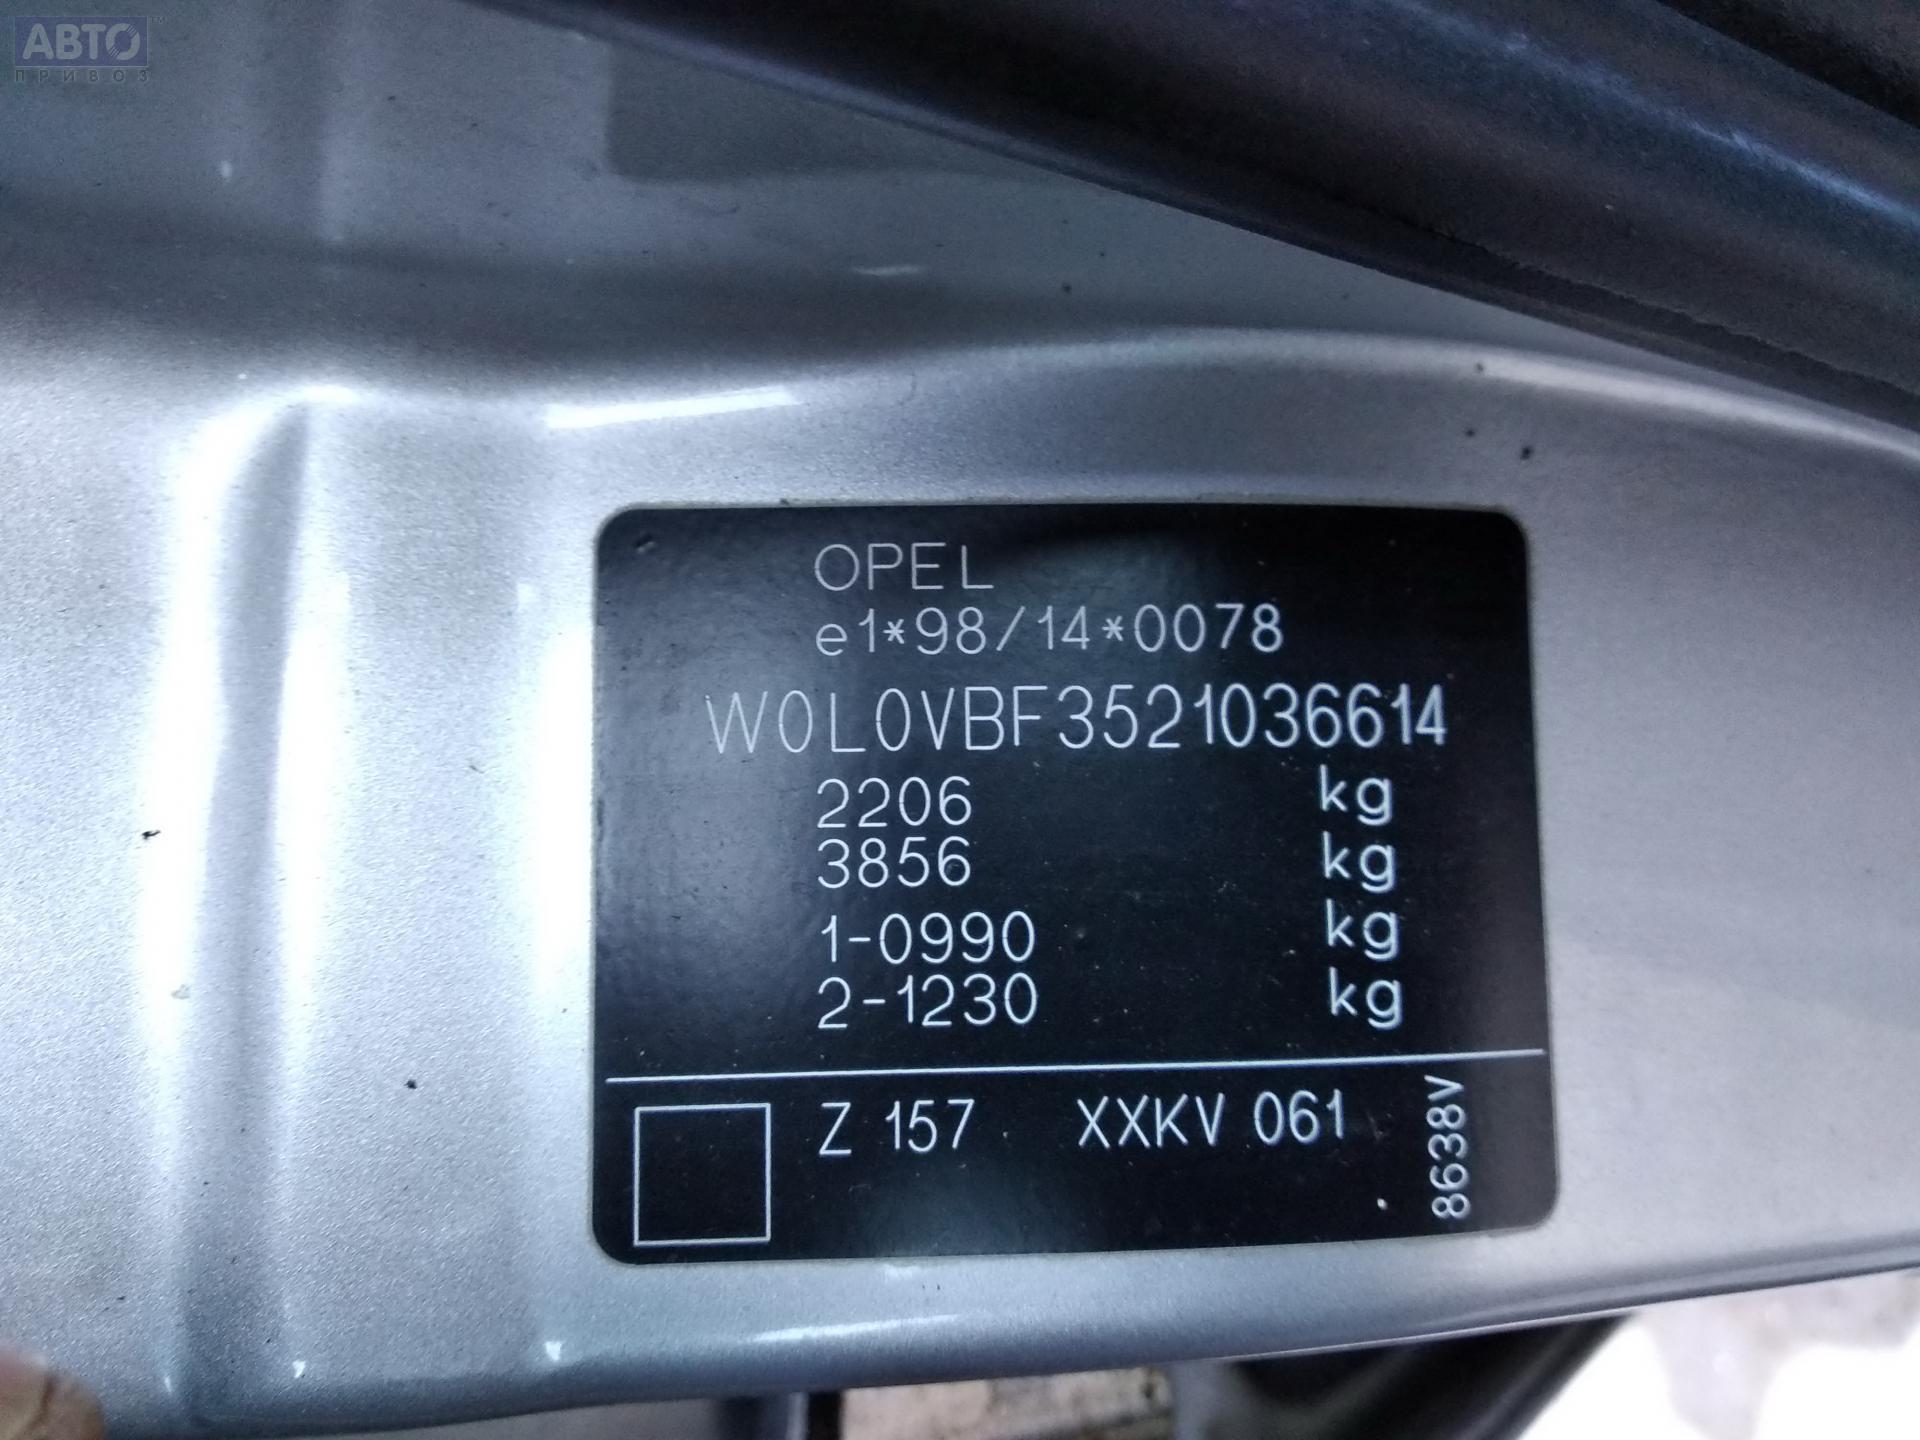 АВТО
ПРИВОЗ
OPEL
e1*98/14*0078
W0L0VBF3521036614
2206 kg
3856 kg
1-0990 kg
2-1230 kg
Z 157 XXKV 061
8638V